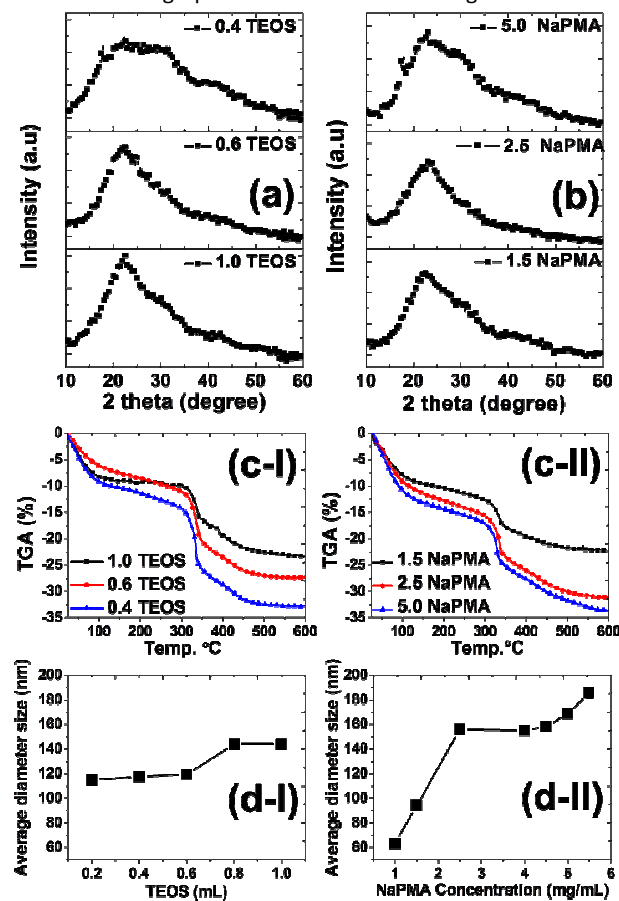 0.4 TEOS
0.6 TEOS
(a)
1.0 TEOS
Intensity (a.u)
10 20 30 40 50 60
2 theta (degree)
5.0 NaPMA
2.5 NaPMA
(b)
1.5 NaPMA
Intensity (a.u)
10 20 30 40 50 60
2 theta (degree)
0
-5
-10
-15
-20
-25
-30
-35
TGA (%)
(c-I)
1.0 TEOS
0.6 TEOS
0.4 TEOS
100 200 300 400 500 600
Temp. ºC
0
-5
-10
-15
-20
-25
-30
-35
TGA (%)
(c-II)
1.5 NaPMA
2.5 NaPMA
5.0 NaPMA
100 200 300 400 500 600
Temp.ºC
200
180
160
140
120
100
80
60
Average diameter size (nm)
(d-I)
0.2 0.4 0.6 0.8 1.0
TEOS (mL)
200
180
160
140
120
100
80
60
Average diameter size (nm)
(d-II)
1 2 3 4 5
NaPMA Concentration (mg/mL)